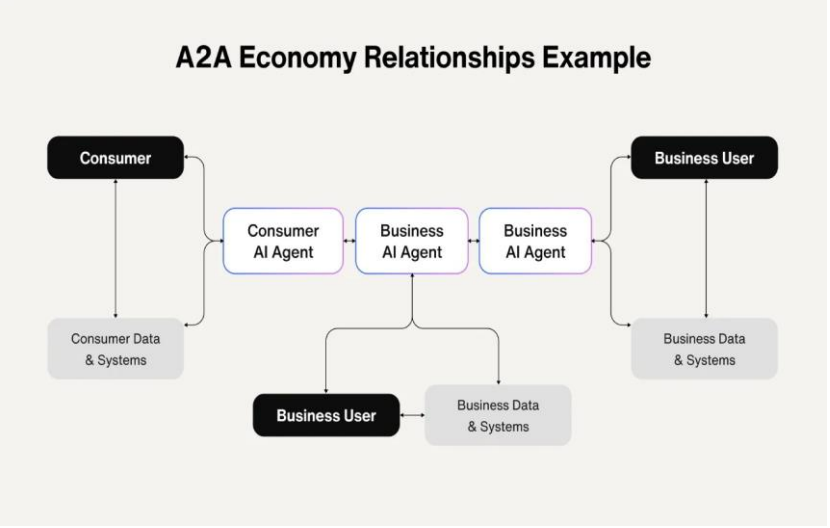 A2A Economy Relationships Example
Consumer
Business User
Consumer
AI Agent
Business
AI Agent
Business
AI Agent
Consumer Data
& Systems
Business Data
& Systems
Business User
Business Data
& Systems